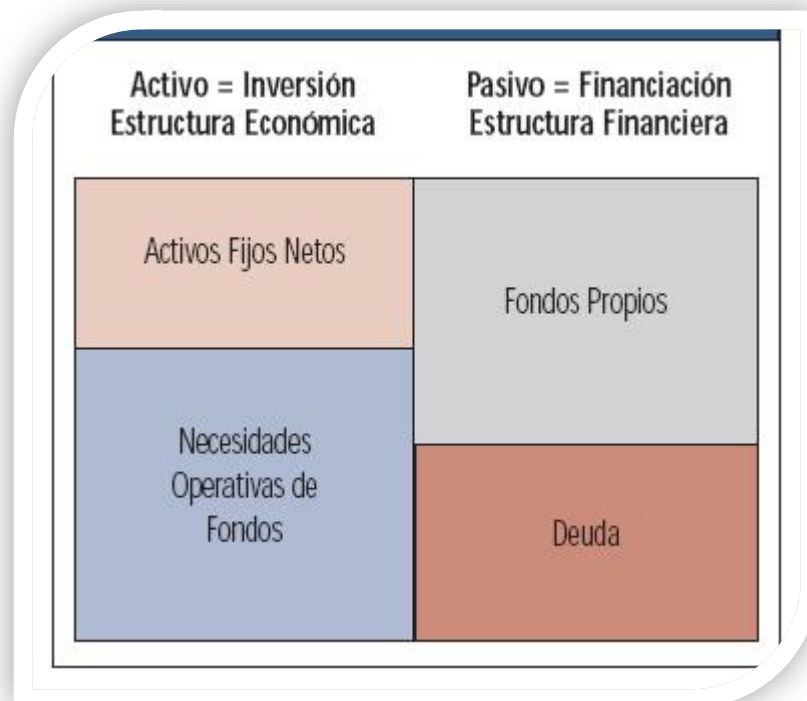 Activo = Inversión
Estructura Económica
Pasivo = Financiación
Estructura Financiera
Activos Fijos Netos
Necesidades
Operativas de
Fondos
Fondos Propios
Deuda